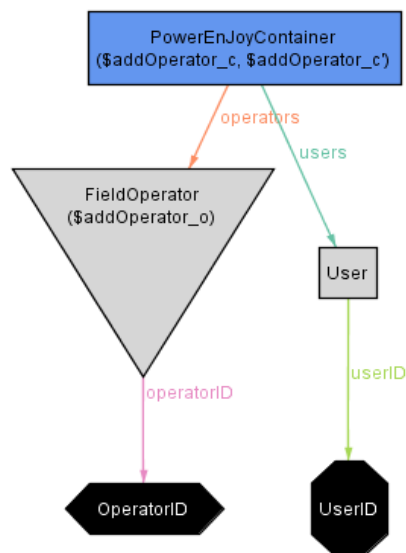 PowerEnJoyContainer
($addOperator_c, $addOperator_c')
operators
users
FieldOperator
($addOperator_o)
User
operatorID
userID
OperatorID
UserID